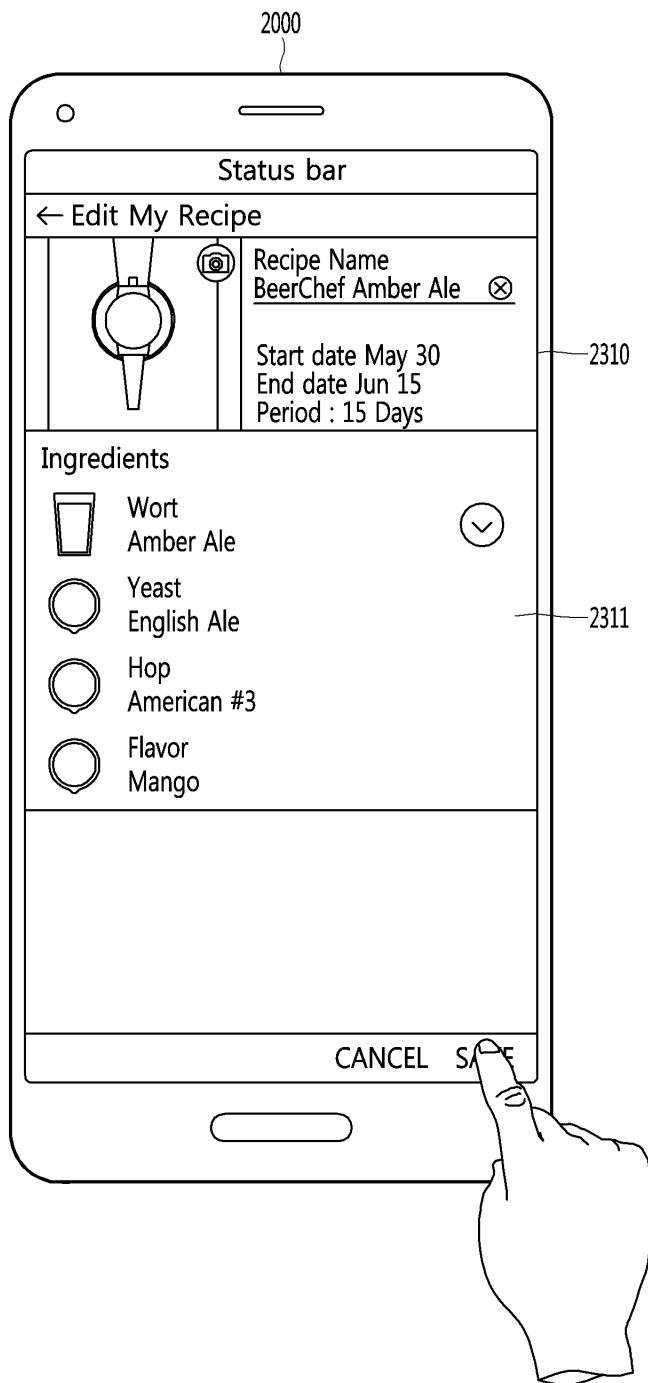 2000
Status bar
← Edit My Recipe
Recipe Name
BeerChef Amber Ale
Start date May 30
End date Jun 15
Period : 15 Days
2310
Ingredients
Wort
Amber Ale
Yeast
English Ale
2311
Hop
American #3
Flavor
Mango
CANCEL